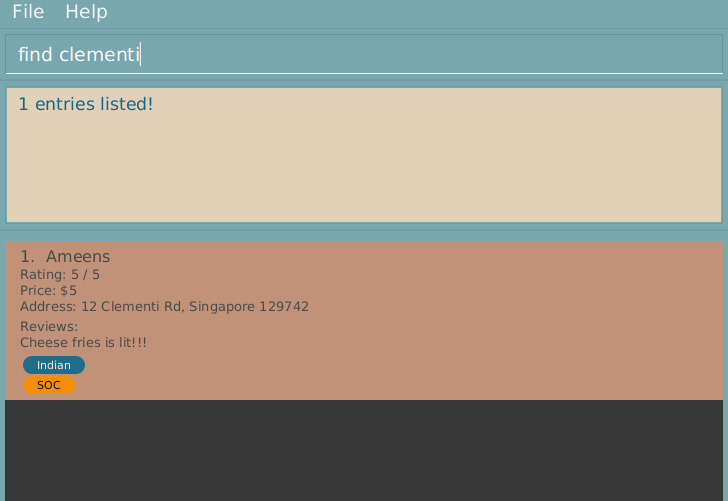 File Help
find clementi
1 entries listed!
1. Ameens
Rating: 5 / 5
Price: $5
Address: 12 Clementi Rd, Singapore 129742
Reviews:
Cheese fries is lit!!!
Indian
SOC